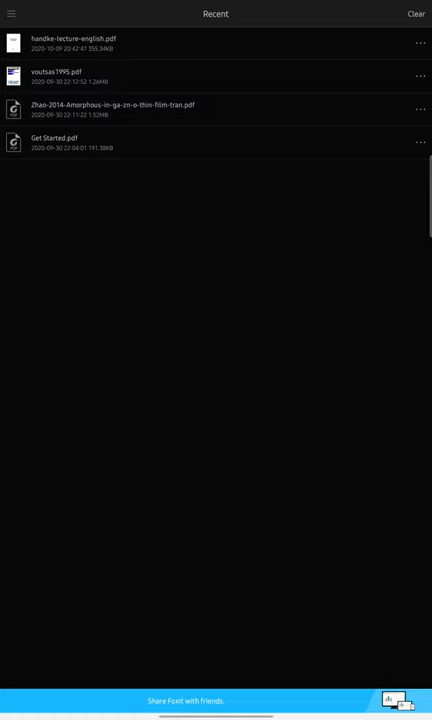 Recent
Clear
handke-lecture-english.pdf
2020-10-09 20:42:47 355.34KB
voutsas1995.pdf
2020-09-30 22:12:52 1.26MB
Zhao-2014-Amorphous-in-ga-zn-o-thin-film-tran.pdf
2020-09-30 22:11:22 1.52MB
PDF
Get Started.pdf
2020-09-30 22:04:01 191.38KB
PDF
Share Foxit with friends.